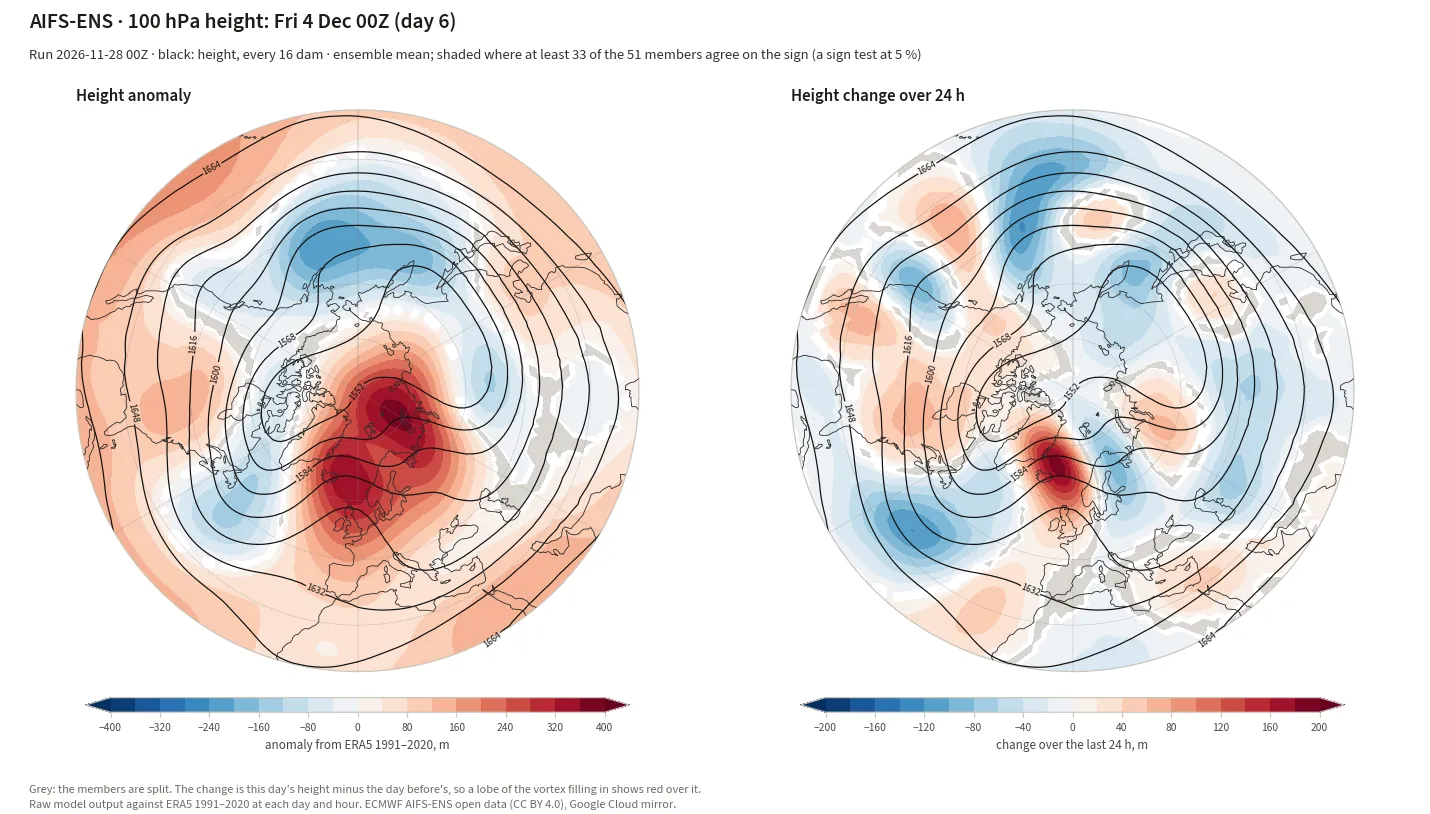 AIFS-ENS · 100 hPa height: Fri 4 Dec 00Z (day 6)
Run 2026-11-28 00Z · black: height, every 16 dam · ensemble mean; shaded where at least 33 of the 51 members agree on the sign (a sign test at 5 %)
Height anomaly
Height change over 24 h
1664
1568
1616
1600
1552
1648
1584
1632
1664
1664
1568
1616
1600
1552
1648
1584
1632
1664
−400 −320 −240 −160 −80 0 80 160 240 320 400
anomaly from ERA5 1991–2020, m
−200 −160 −120 −80 −40 0 40 80 120 160 200
change over the last 24 h, m
Grey: the members are split. The change is this day's height minus the day before's, so a lobe of the vortex filling in shows red over it.
Raw model output against ERA5 1991–2020 at each day and hour. ECMWF AIFS-ENS open data (CC BY 4.0), Google Cloud mirror.